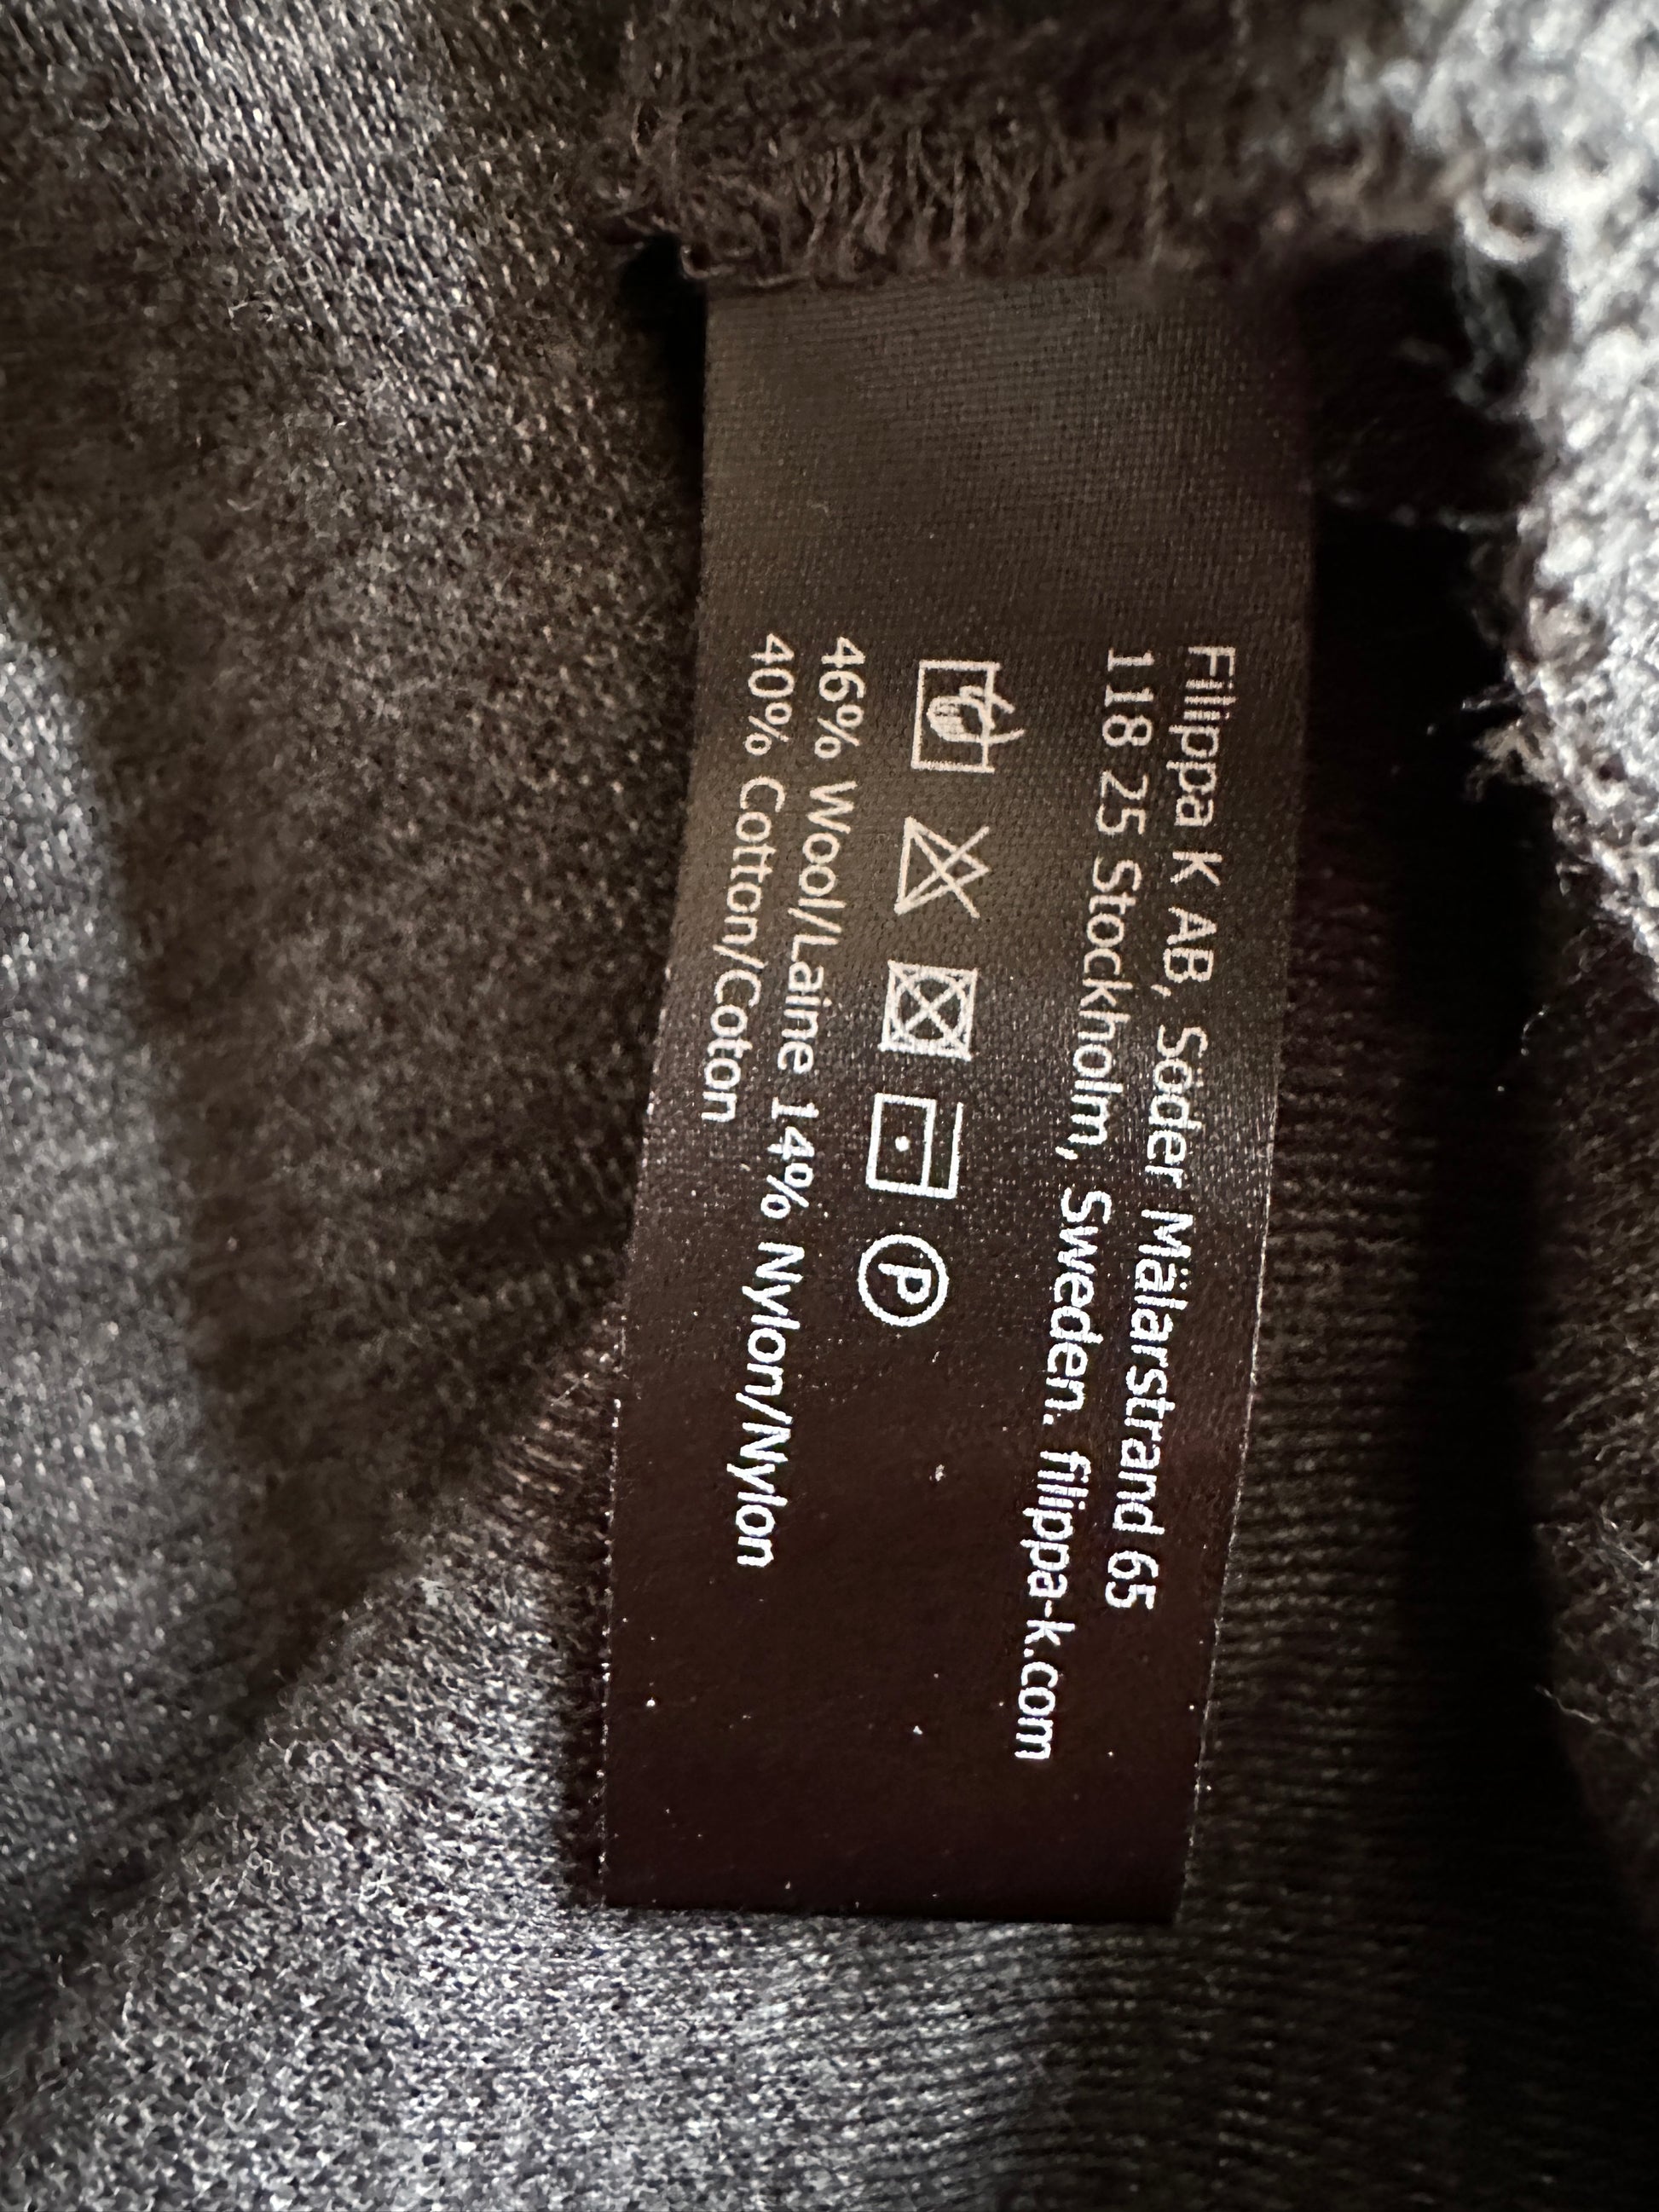 Filippa K AB, Söder Mälarstrand 65
118 25 Stockholm, Sweden. filippa-k.com
P
46% Wool/Laine 14% Nylon/Nylon
40% Cotton/Coton